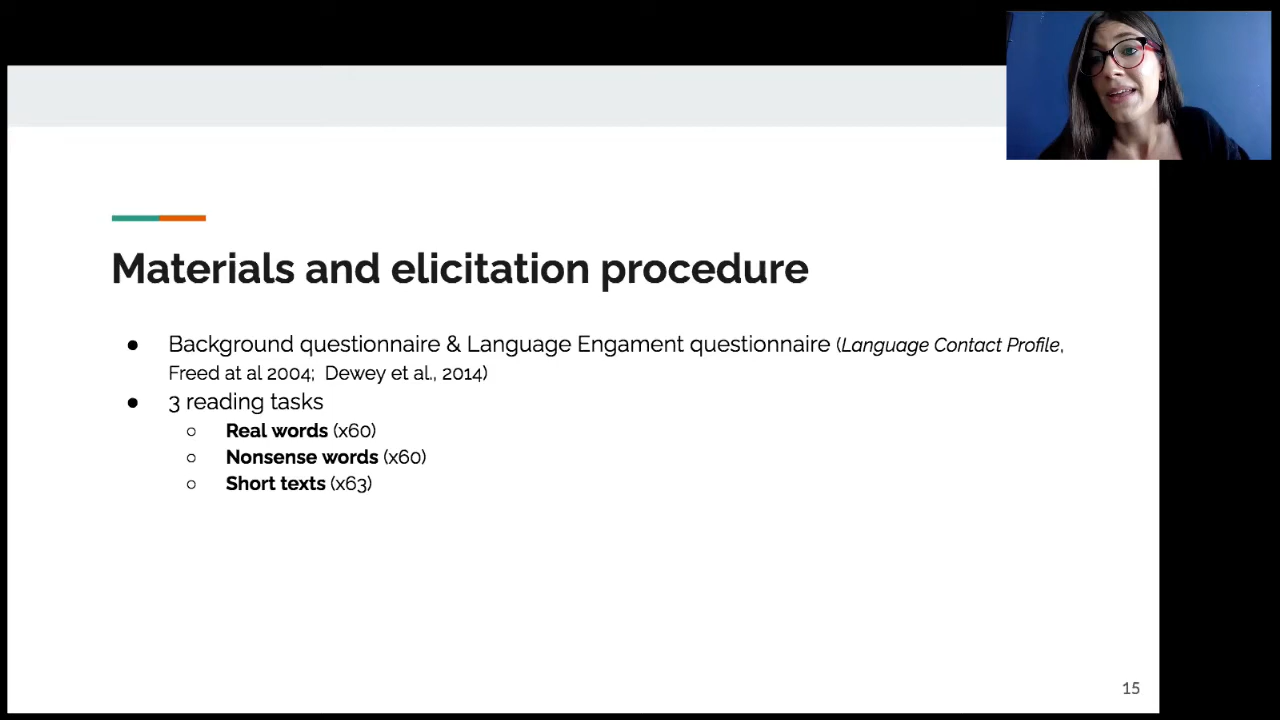 Materials and elicitation procedure
● Background questionnaire & Language Engament questionnaire (Language Contact Profile,
Freed at al 2004; Dewey et al., 2014)
● 3 reading tasks
○ Real words (x60)
○ Nonsense words (x60)
○ Short texts (x63)
15